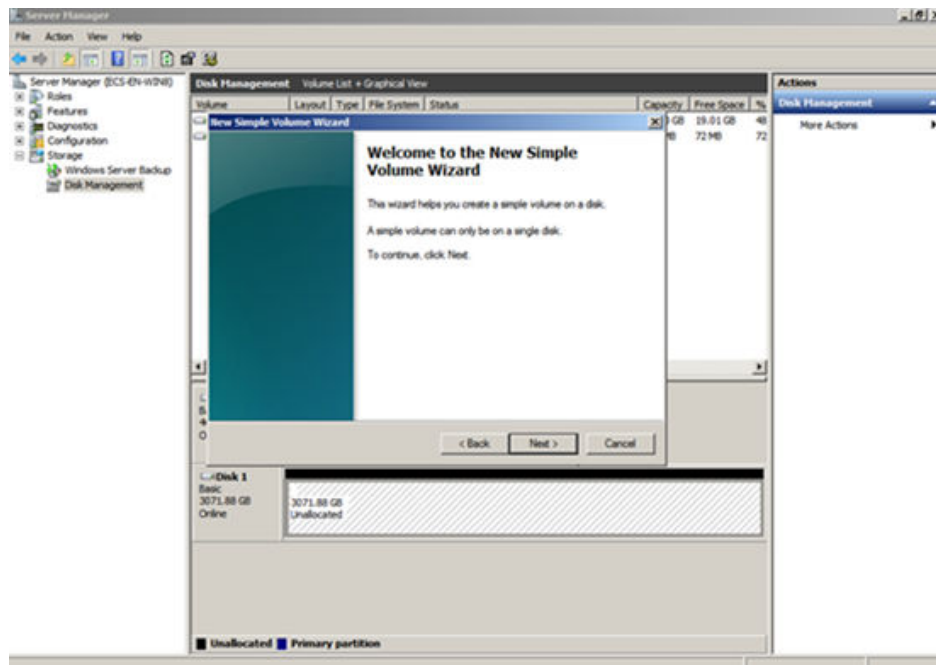 Server Manager
File Action View Help
Server Manager (ECS-EN-WIN8)
Roles
Features
Diagnostics
Configuration
Storage
Windows Server Backup
Disk Management
Disk Management Volume List + Graphical View
Volume Layout Type File System Status Capacity Free Space %
GB 19.01 GB 48
MB 72 MB 72
New Simple Volume Wizard
Welcome to the New Simple
Volume Wizard
This wizard helps you create a simple volume on a disk.
A simple volume can only be on a single disk.
To continue, click Next.
< Back Next > Cancel
Disk 1
Basic
3071.88 GB
Online
3071.88 GB
Unallocated
Unallocated Primary partition
Actions
Disk Management
More Actions